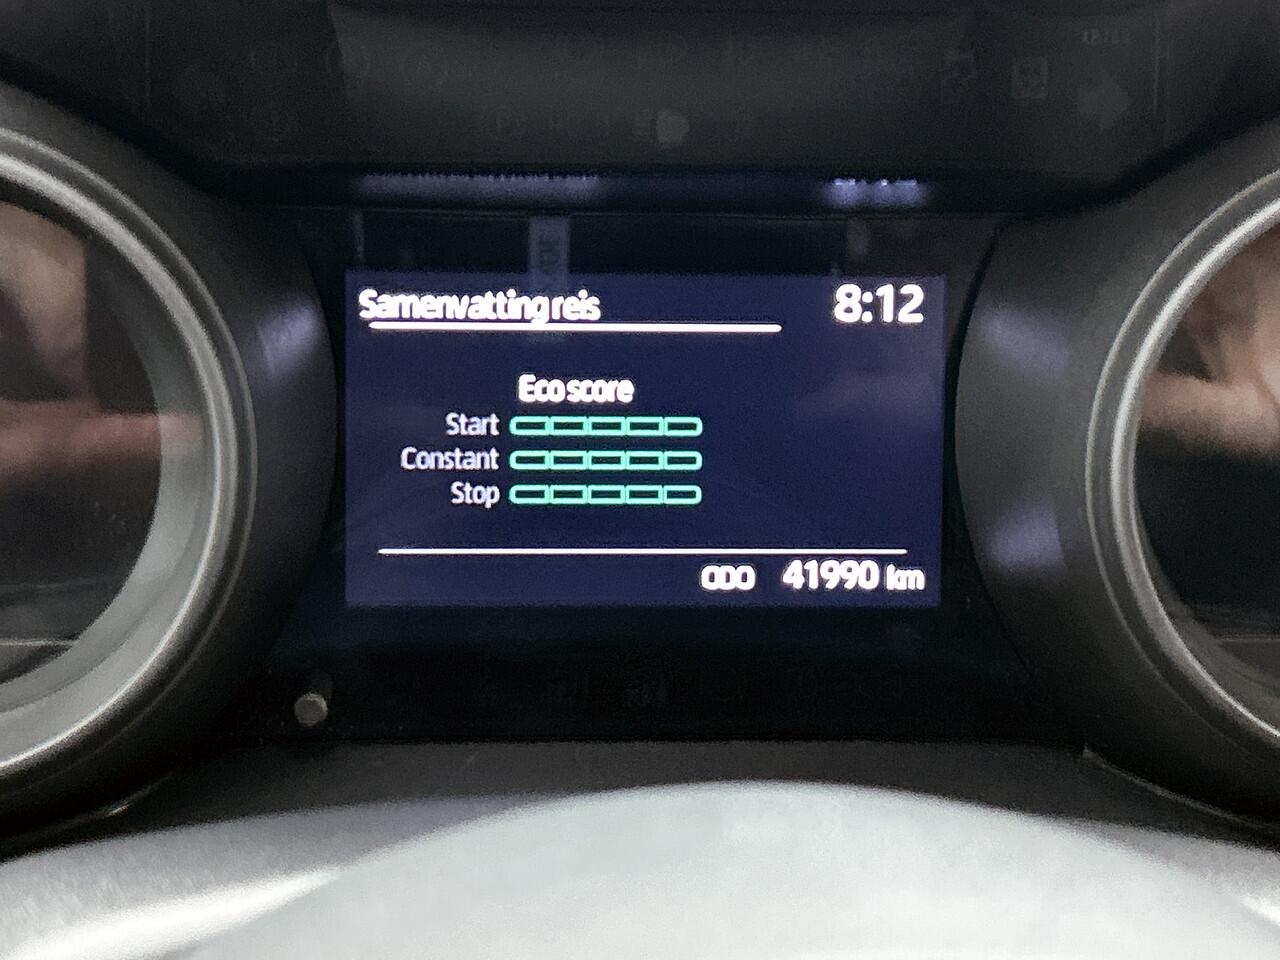 Samenvatting reis
8:12
Eco score
Start
Constant
Stop
ODO 41990 km